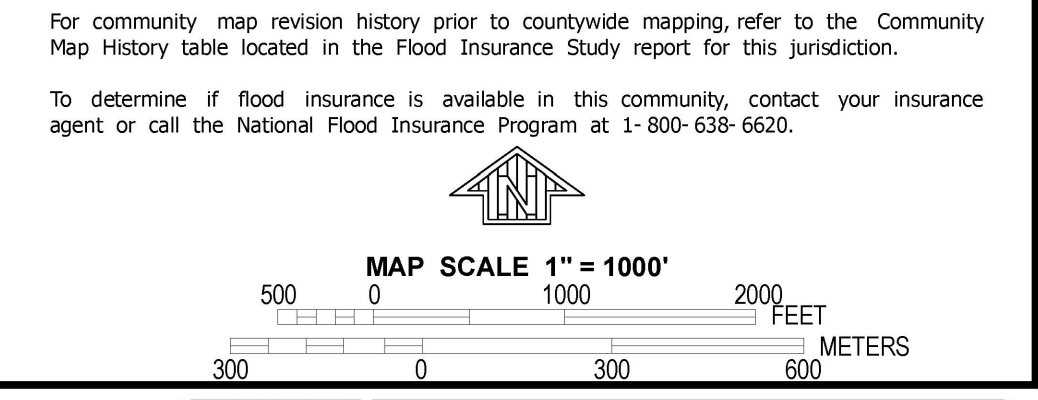 For community map revision history prior to countywide mapping, refer to the Community
Map History table located in the Flood Insurance Study report for this jurisdiction.
To determine if flood insurance is available in this community, contact your insurance
agent or call the National Flood Insurance Program at 1- 800- 638- 6620.
N
MAP SCALE 1" = 1000'
500 0 1000 2000
FEET
METERS
300 0 300 600